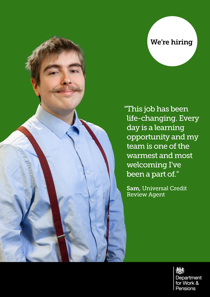 We're hiring
"This job has been
life-changing. Every
day is a learning
opportunity and my
team is one of the
warmest and most
welcoming I've
been a part of."
Sam, Universal Credit
Review Agent
Department
for Work &
Pensions